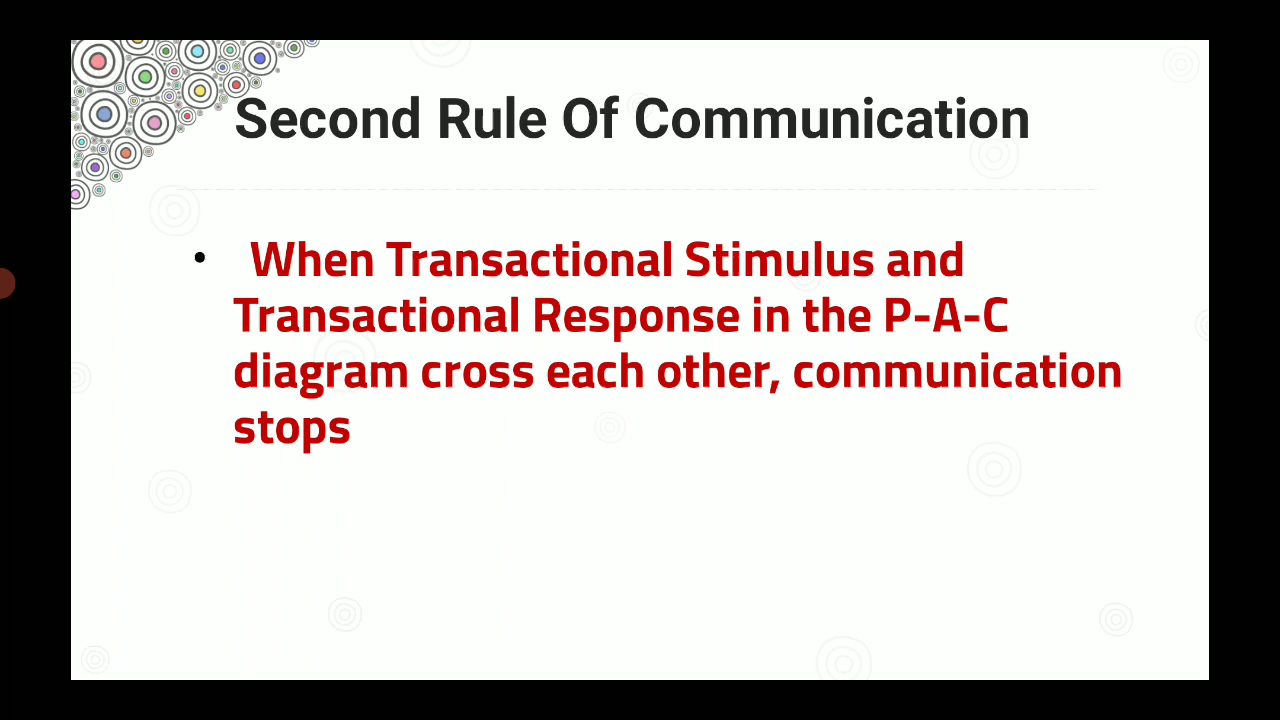 Second Rule Of Communication
• When Transactional Stimulus and
Transactional Response in the P-A-C
diagram cross each other, communication
stops